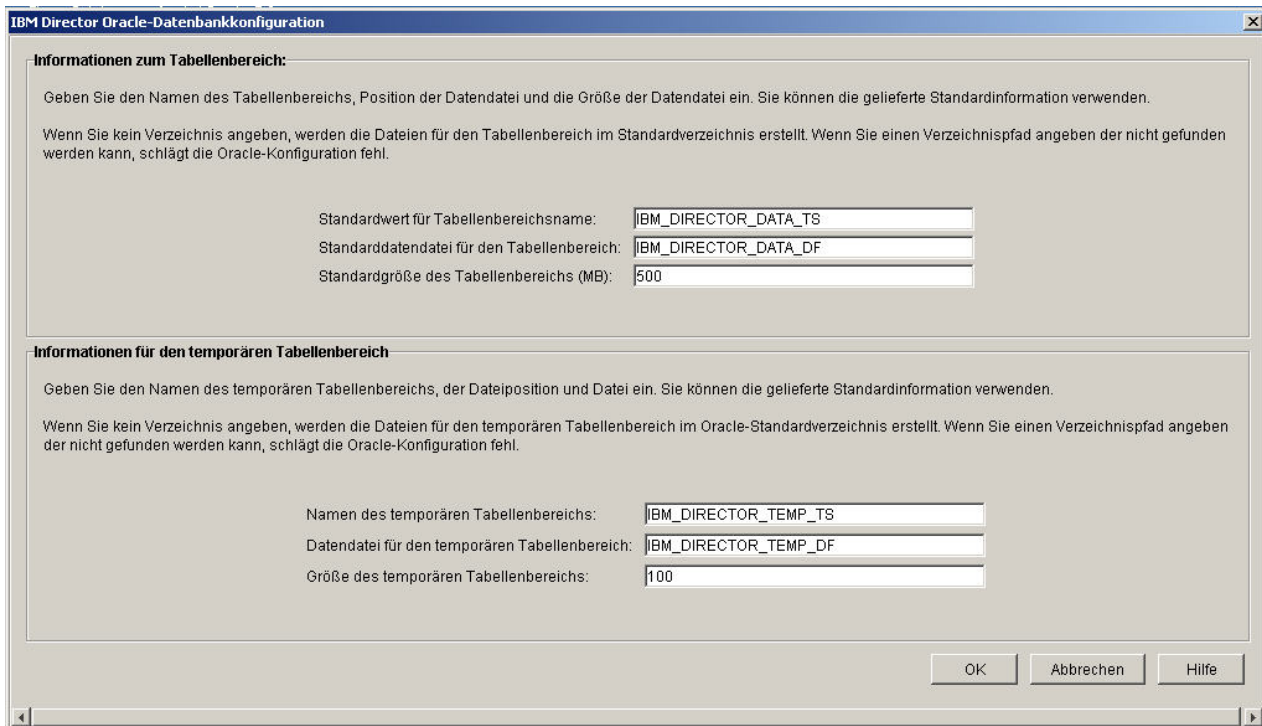 IBM Director Oracle-Datenbankkonfiguration
Informationen zum Tabellenbereich:
Geben Sie den Namen des Tabellenbereichs, Position der Datendatei und die Größe der Datendatei ein. Sie können die gelieferte Standardinformation verwenden.
Wenn Sie kein Verzeichnis angeben, werden die Dateien für den Tabellenbereich im Standardverzeichnis erstellt. Wenn Sie einen Verzeichnispfad angeben der nicht gefunden
werden kann, schlägt die Oracle-Konfiguration fehl.
Standardwert für Tabellenbereichsname: IBM_DIRECTOR_DATA_TS
Standarddatendatei für den Tabellenbereich: IBM_DIRECTOR_DATA_DF
Standardgröße des Tabellenbereichs (MB): 500
Informationen für den temporären Tabellenbereich
Geben Sie den Namen des temporären Tabellenbereichs, der Dateiposition und Datei ein. Sie können die gelieferte Standardinformation verwenden.
Wenn Sie kein Verzeichnis angeben, werden die Dateien für den temporären Tabellenbereich im Oracle-Standardverzeichnis erstellt. Wenn Sie einen Verzeichnispfad angeben
der nicht gefunden werden kann, schlägt die Oracle-Konfiguration fehl.
Namen des temporären Tabellenbereichs: IBM_DIRECTOR_TEMP_TS
Datendatei für den temporären Tabellenbereich: IBM_DIRECTOR_TEMP_DF
Größe des temporären Tabellenbereichs: 100
OK Abbrechen Hilfe